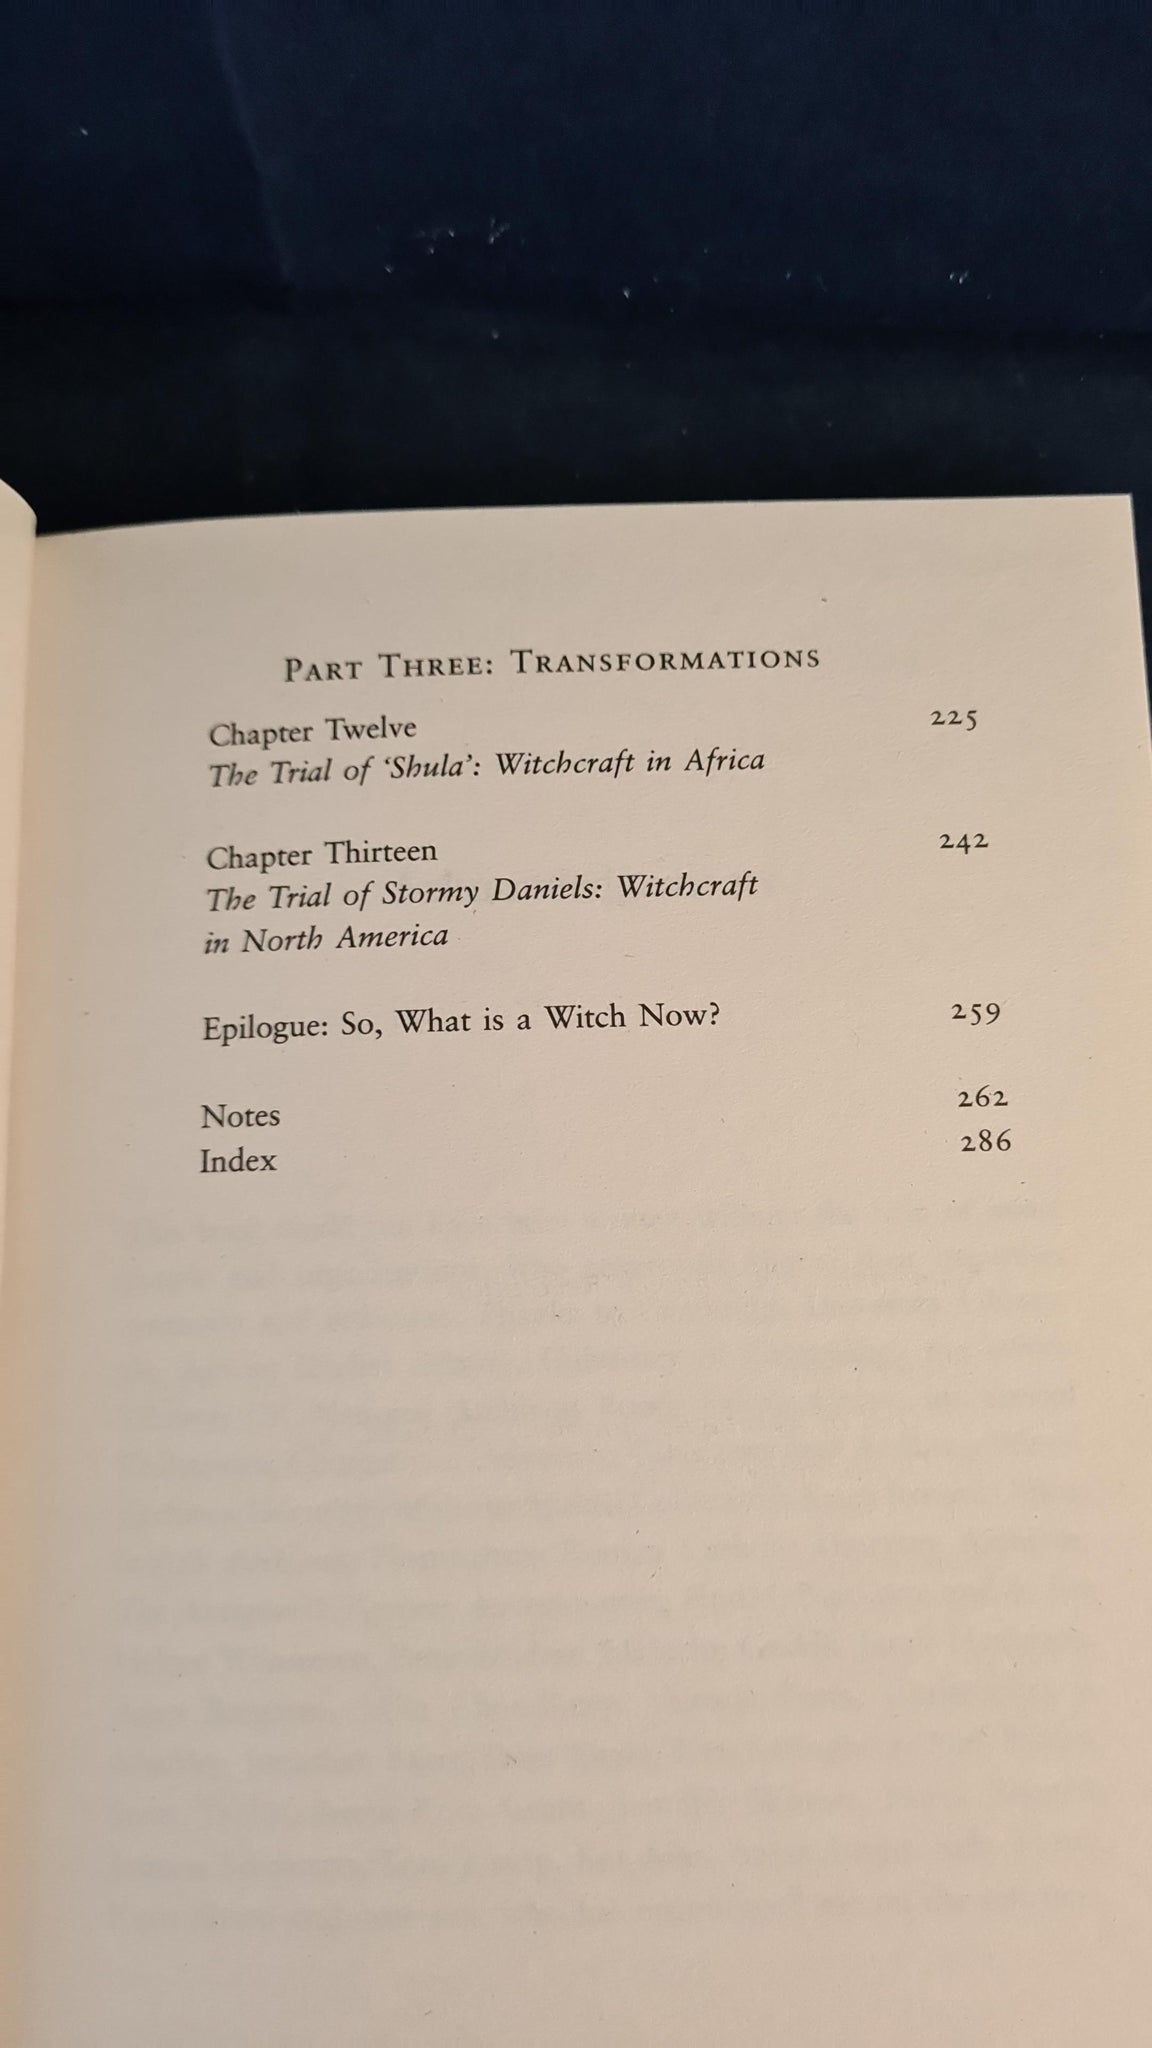 PART THREE: TRANSFORMATIONS
Chapter Twelve 225
The Trial of ‘Shula’: Witchcraft in Africa
Chapter Thirteen 242
The Trial of Stormy Daniels: Witchcraft
in North America
Epilogue: So, What is a Witch Now? 259
Notes 262
Index 286